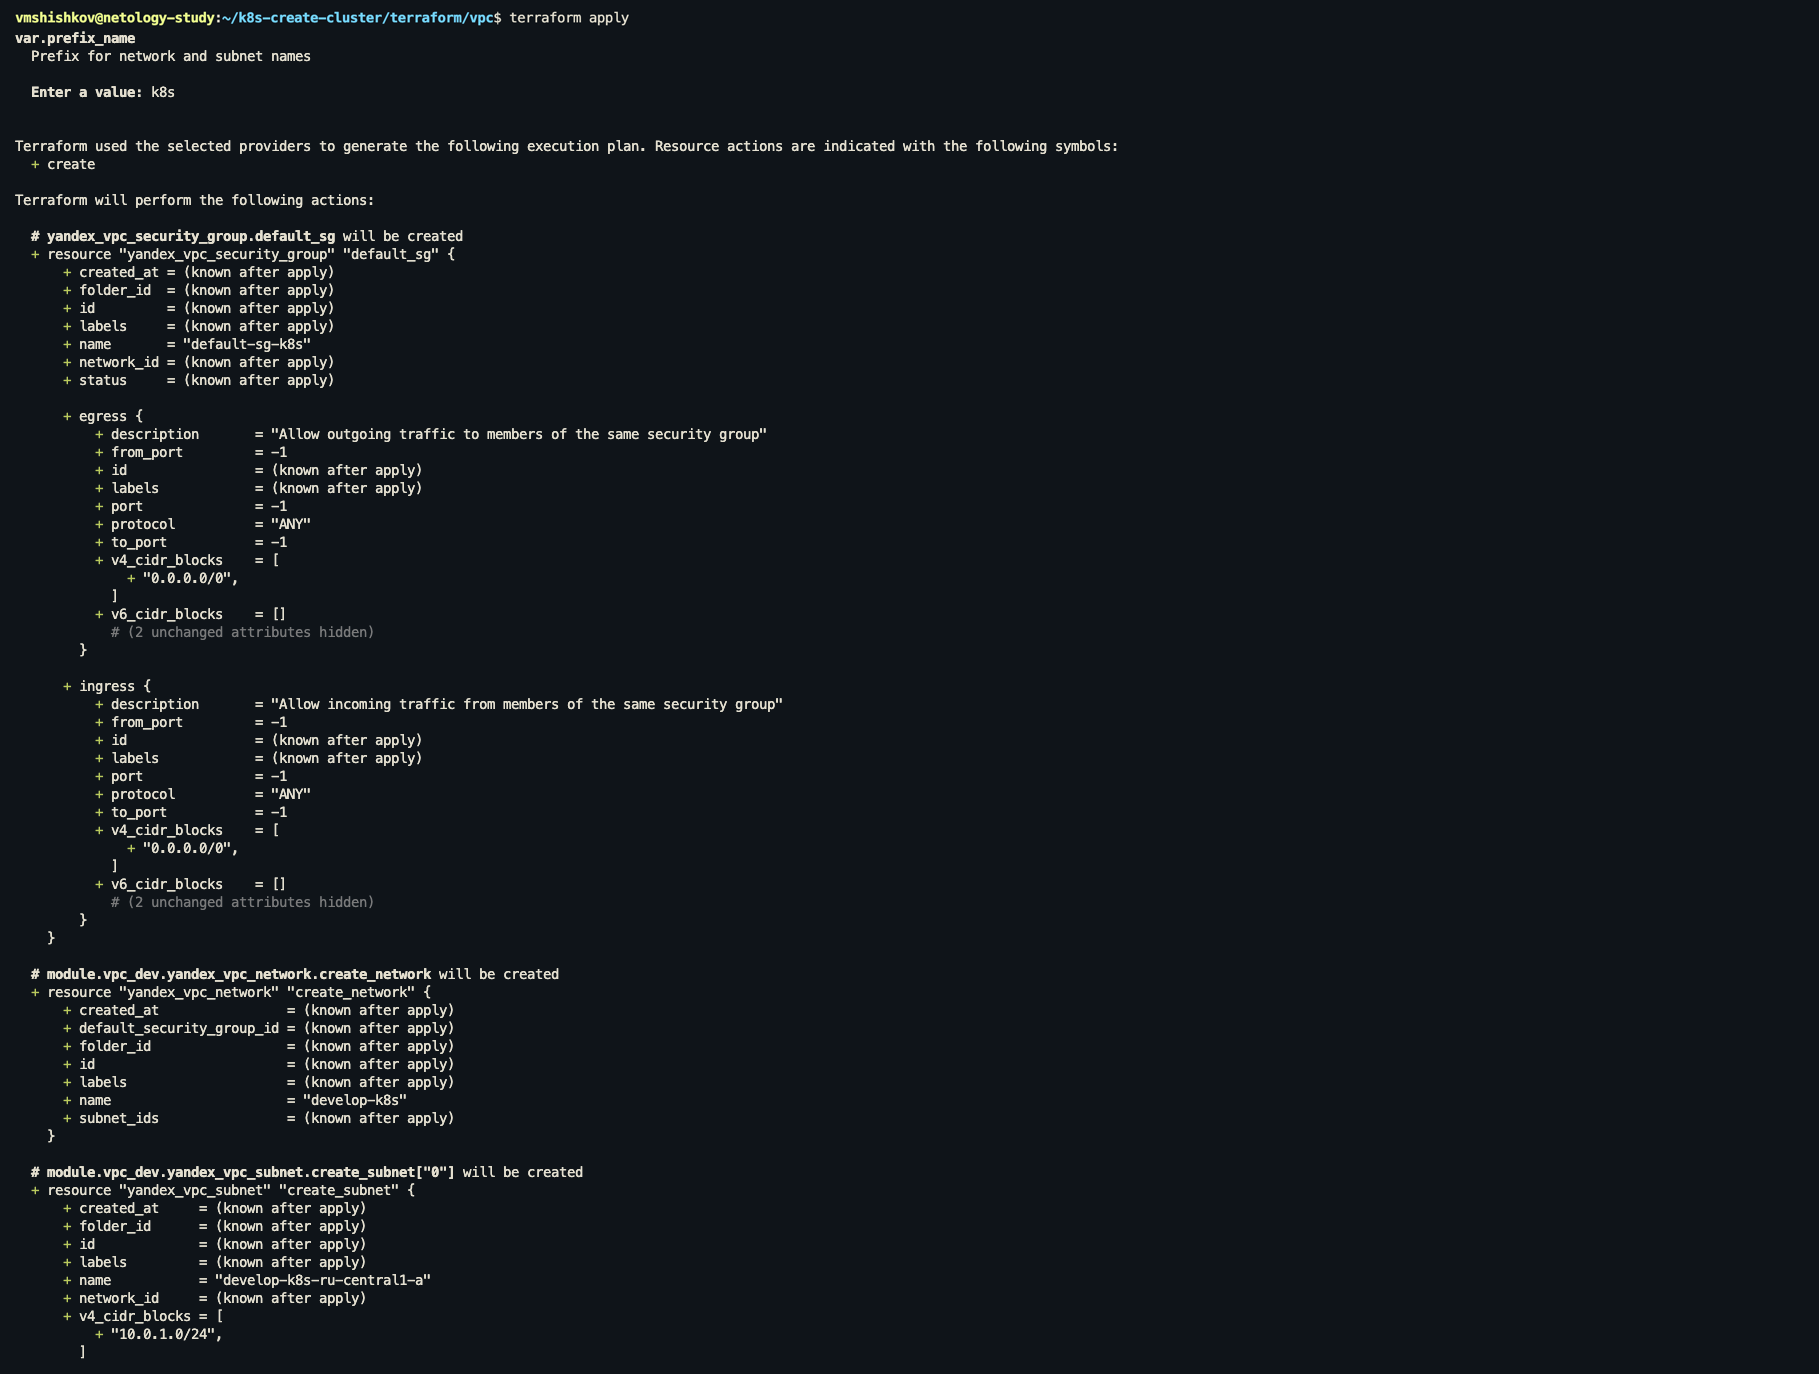 vmshishkov@netology-study:~/k8s-create-cluster/terraform/vpc$ terraform apply
var.prefix_name
  Prefix for network and subnet names

  Enter a value: k8s


Terraform used the selected providers to generate the following execution plan. Resource actions are indicated with the following symbols:
  + create

Terraform will perform the following actions:

  # yandex_vpc_security_group.default_sg will be created
  + resource "yandex_vpc_security_group" "default_sg" {
      + created_at = (known after apply)
      + folder_id  = (known after apply)
      + id         = (known after apply)
      + labels     = (known after apply)
      + name       = "default-sg-k8s"
      + network_id = (known after apply)
      + status     = (known after apply)

      + egress {
          + description       = "Allow outgoing traffic to members of the same security group"
          + from_port         = -1
          + id                = (known after apply)
          + labels            = (known after apply)
          + port              = -1
          + protocol          = "ANY"
          + to_port           = -1
          + v4_cidr_blocks    = [
              + "0.0.0.0/0",
            ]
          + v6_cidr_blocks    = []
            # (2 unchanged attributes hidden)
        }

      + ingress {
          + description       = "Allow incoming traffic from members of the same security group"
          + from_port         = -1
          + id                = (known after apply)
          + labels            = (known after apply)
          + port              = -1
          + protocol          = "ANY"
          + to_port           = -1
          + v4_cidr_blocks    = [
              + "0.0.0.0/0",
            ]
          + v6_cidr_blocks    = []
            # (2 unchanged attributes hidden)
        }
    }

  # module.vpc_dev.yandex_vpc_network.create_network will be created
  + resource "yandex_vpc_network" "create_network" {
      + created_at                = (known after apply)
      + default_security_group_id = (known after apply)
      + folder_id                 = (known after apply)
      + id                        = (known after apply)
      + labels                    = (known after apply)
      + name                      = "develop-k8s"
      + subnet_ids                = (known after apply)
    }

  # module.vpc_dev.yandex_vpc_subnet.create_subnet["0"] will be created
  + resource "yandex_vpc_subnet" "create_subnet" {
      + created_at     = (known after apply)
      + folder_id      = (known after apply)
      + id             = (known after apply)
      + labels         = (known after apply)
      + name           = "develop-k8s-ru-central1-a"
      + network_id     = (known after apply)
      + v4_cidr_blocks = [
          + "10.0.1.0/24",
        ]